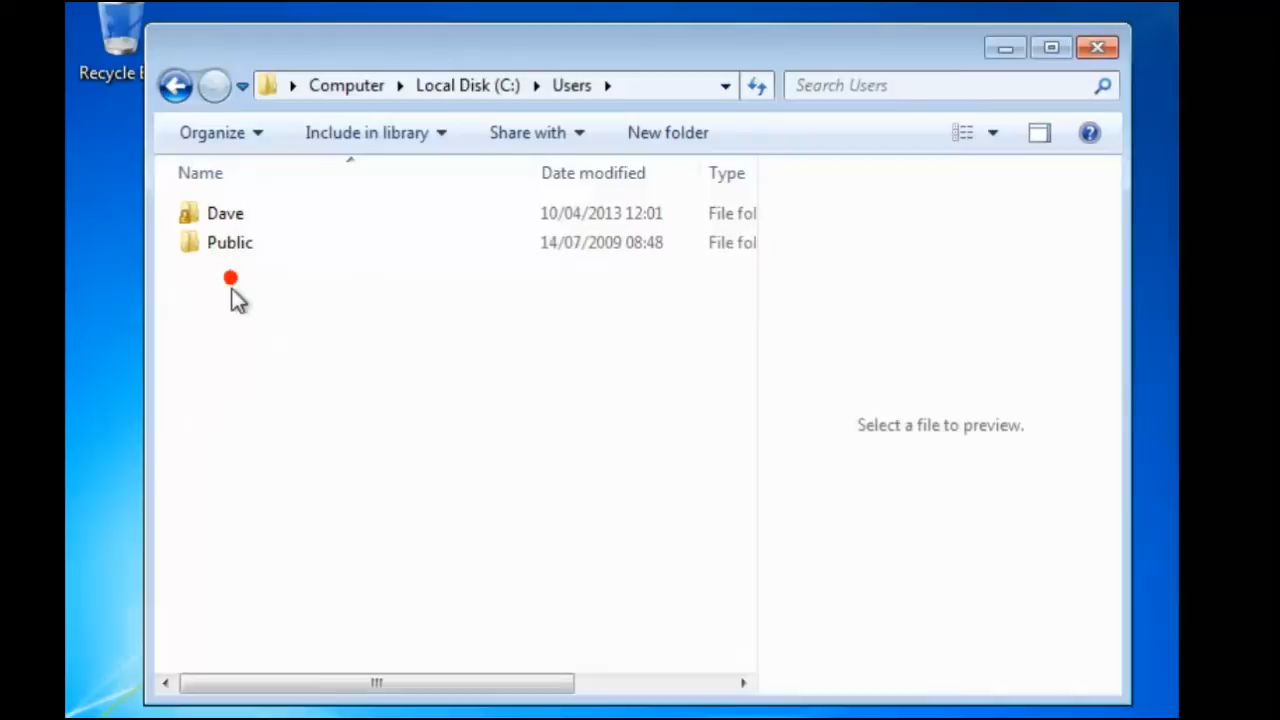 Recycle B
Computer Local Disk (C:) Users
Search Users
Organize Include in library Share with New folder
Name Date modified Type
Dave 10/04/2013 12:01 File fol
Public 14/07/2009 08:48 File fol
Select a file to preview.